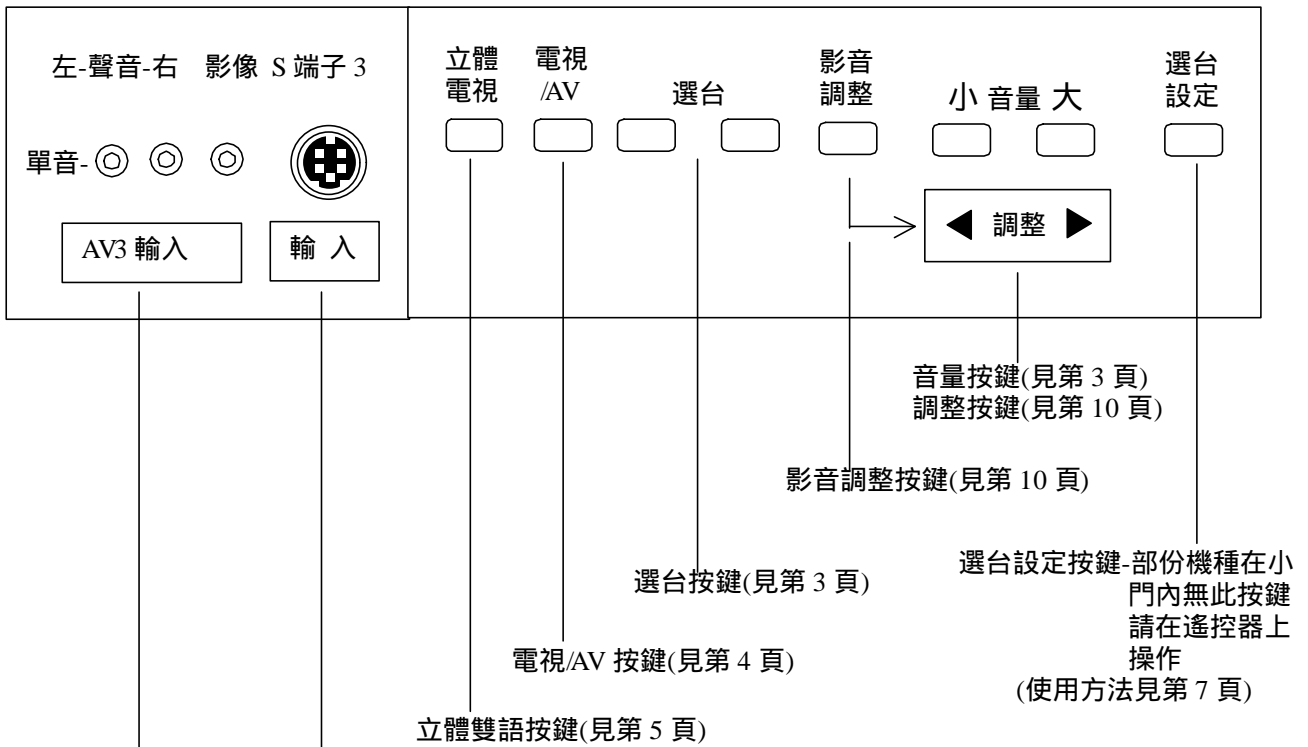 左-聲音-右 影像 S 端子 3
單音-
AV3 輸入
輸 入
立體
電視
電視
/AV
選台
影音
調整
小 音量 大
選台
設定
◀ 調整 ▶
音量按鍵(見第 3 頁)
調整按鍵(見第 10 頁)
影音調整按鍵(見第 10 頁)
選台按鍵(見第 3 頁)
選台設定按鍵-部份機種在小
門內無此按鍵
請在遙控器上
操作
(使用方法見第 7 頁)
電視/AV 按鍵(見第 4 頁)
立體雙語按鍵(見第 5 頁)